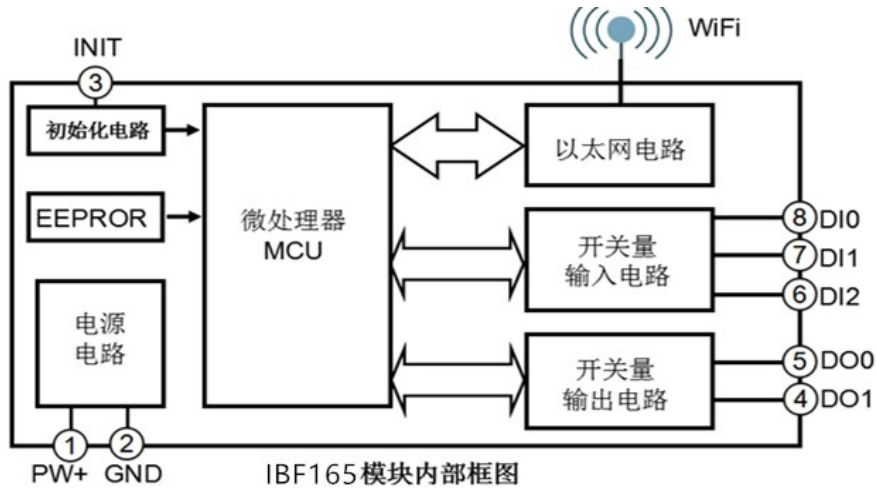 WiFi
INIT
3
初始化电路
EEPROR
微处理器
MCU
以太网电路
开关量
输入电路
8 DI0
7 DI1
6 DI2
电源
电路
开关量
输出电路
5 DO0
4 DO1
1
2
PW+
GND
IBF165模块内部框图